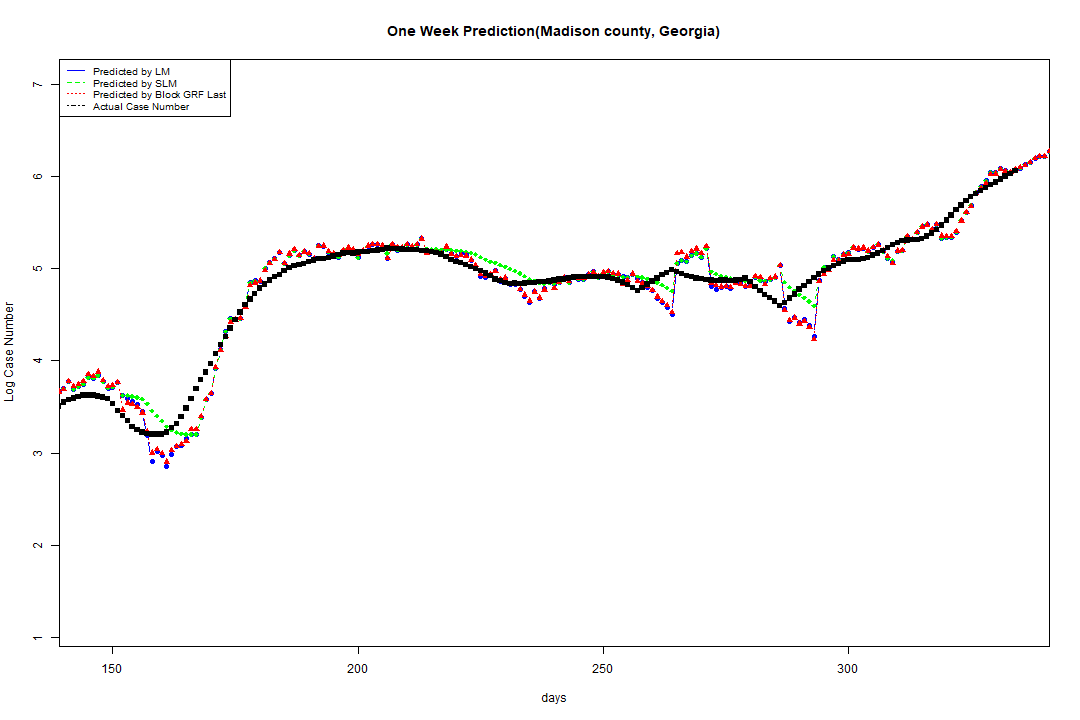 One Week Prediction(Madison county, Georgia)
Predicted by LM
Predicted by SLM
Predicted by Block GRF Last
Actual Case Number
7
6
5
4
3
2
1
Log Case Number
150 200 250 300
days